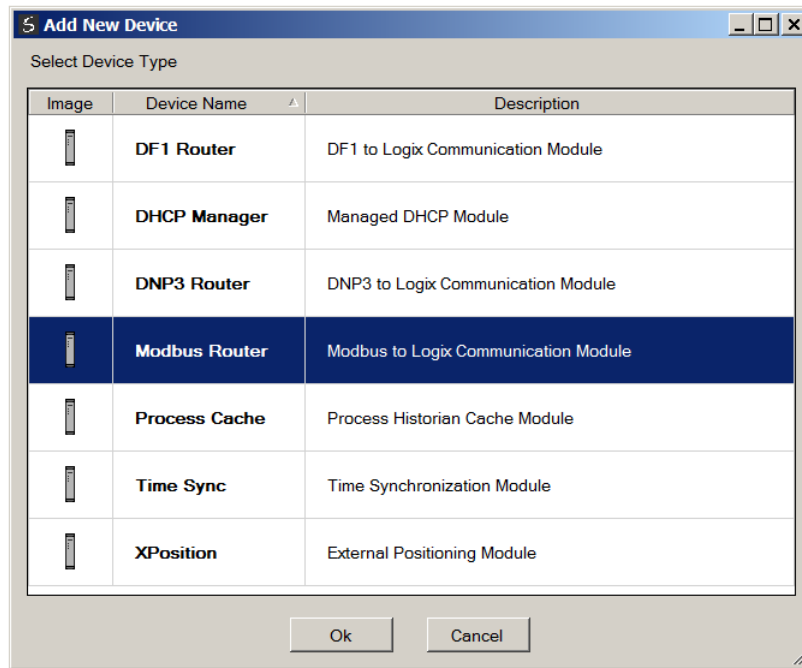 Add New Device
Select Device Type
Image Device Name Description
DF1 Router DF1 to Logix Communication Module
DHCP Manager Managed DHCP Module
DNP3 Router DNP3 to Logix Communication Module
Modbus Router Modbus to Logix Communication Module
Process Cache Process Historian Cache Module
Time Sync Time Synchronization Module
XPosition External Positioning Module
Ok Cancel